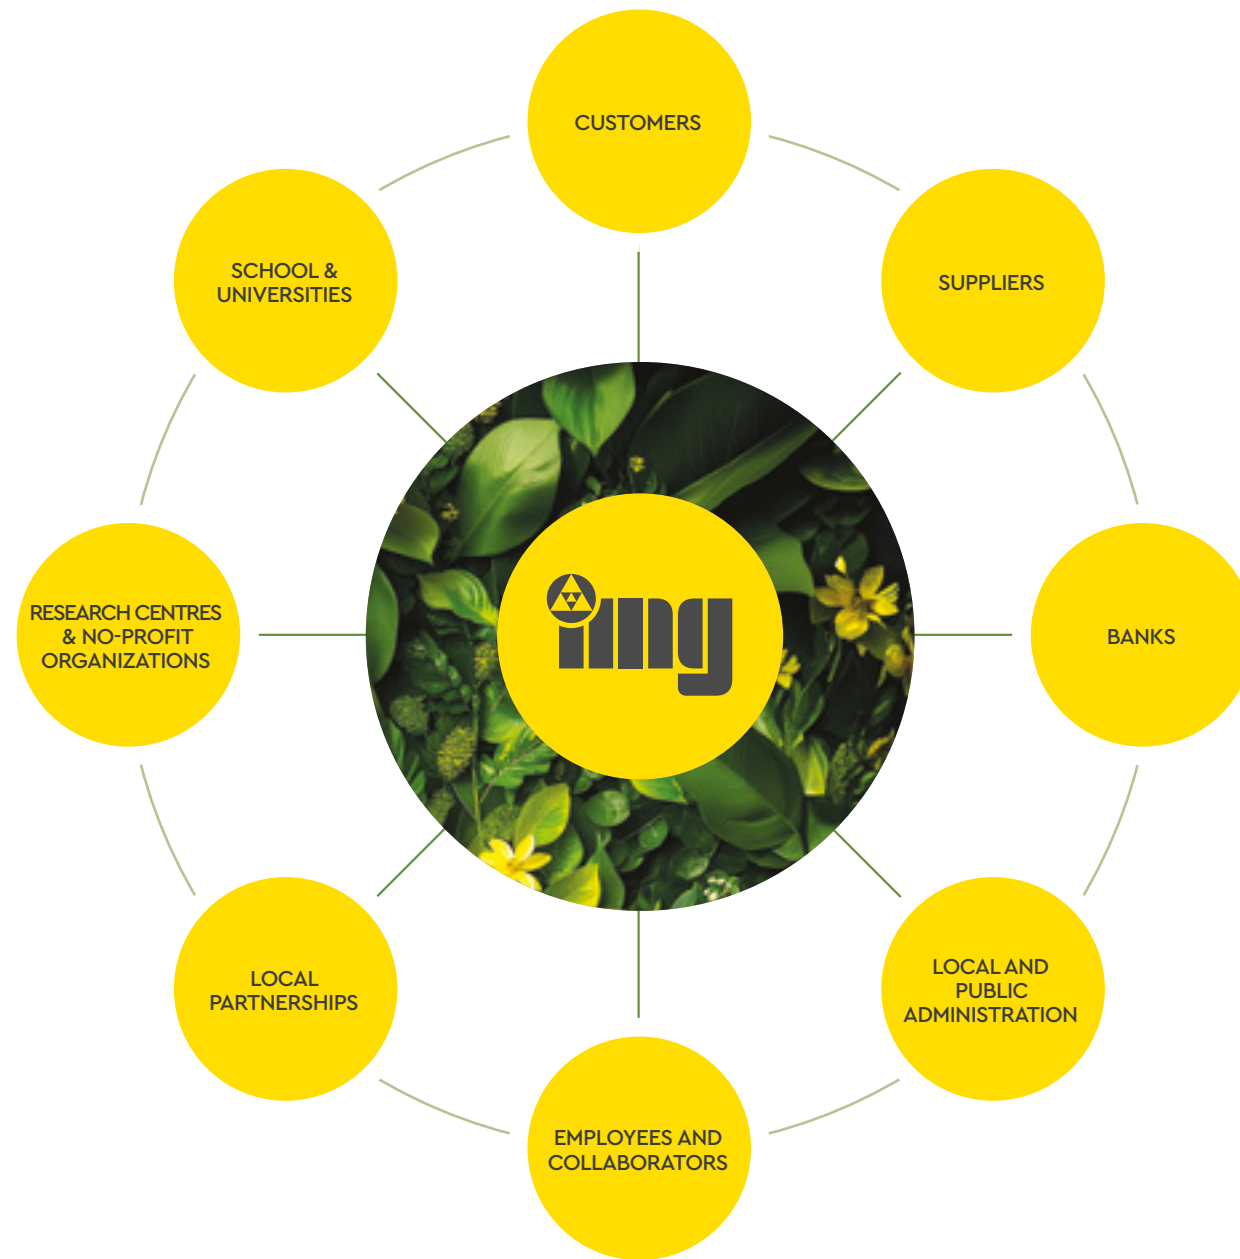 CUSTOMERS
SUPPLIERS
BANKS
LOCAL AND
PUBLIC
ADMINISTRATION
EMPLOYEES AND
COLLABORATORS
LOCAL
PARTNERSHIPS
RESEARCH CENTRES
& NO-PROFIT
ORGANIZATIONS
SCHOOL &
UNIVERSITIES
img